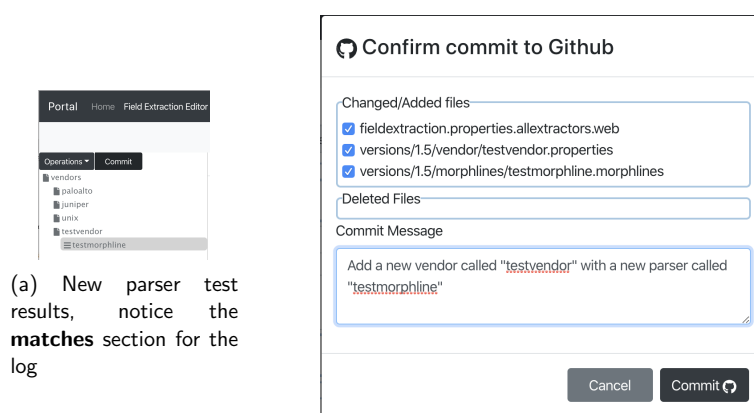 Portal Home Field Extraction Editor
Operations Commit
vendors
paloalto
juniper
unix
testvendor
testmorphline
(a) New parser test
results, notice the
matches section for the
log
Confirm commit to Github
Changed/Added files
fieldextraction.properties.allextractors.web
versions/1.5/vendor/testvendor.properties
versions/1.5/morphlines/testmorphline.morphlines
Deleted Files
Commit Message
Add a new vendor called "testvendor" with a new parser called
"testmorphline"
Cancel Commit